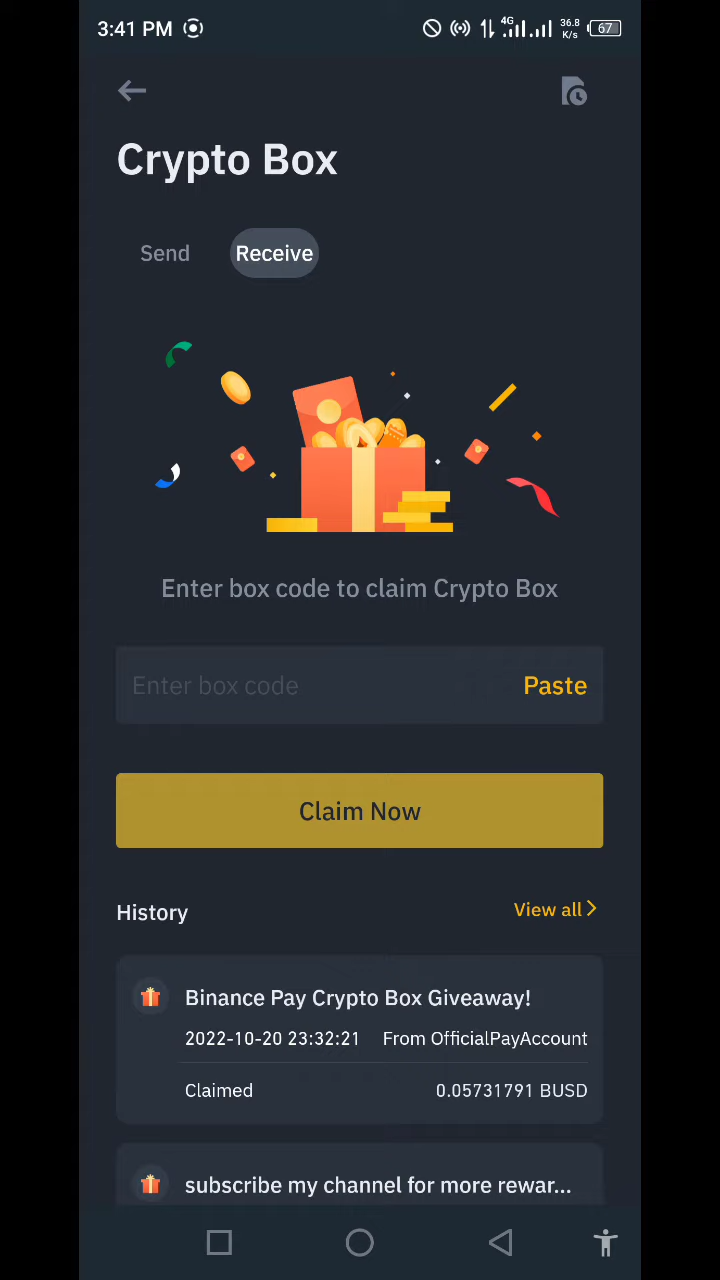 3:41 PM 4G 36.8 K/s 67
Crypto Box
Send Receive
Enter box code to claim Crypto Box
Enter box code Paste
Claim Now
History View all
Binance Pay Crypto Box Giveaway!
2022-10-20 23:32:21 From OfficialPayAccount
Claimed 0.05731791 BUSD
subscribe my channel for more rewar...